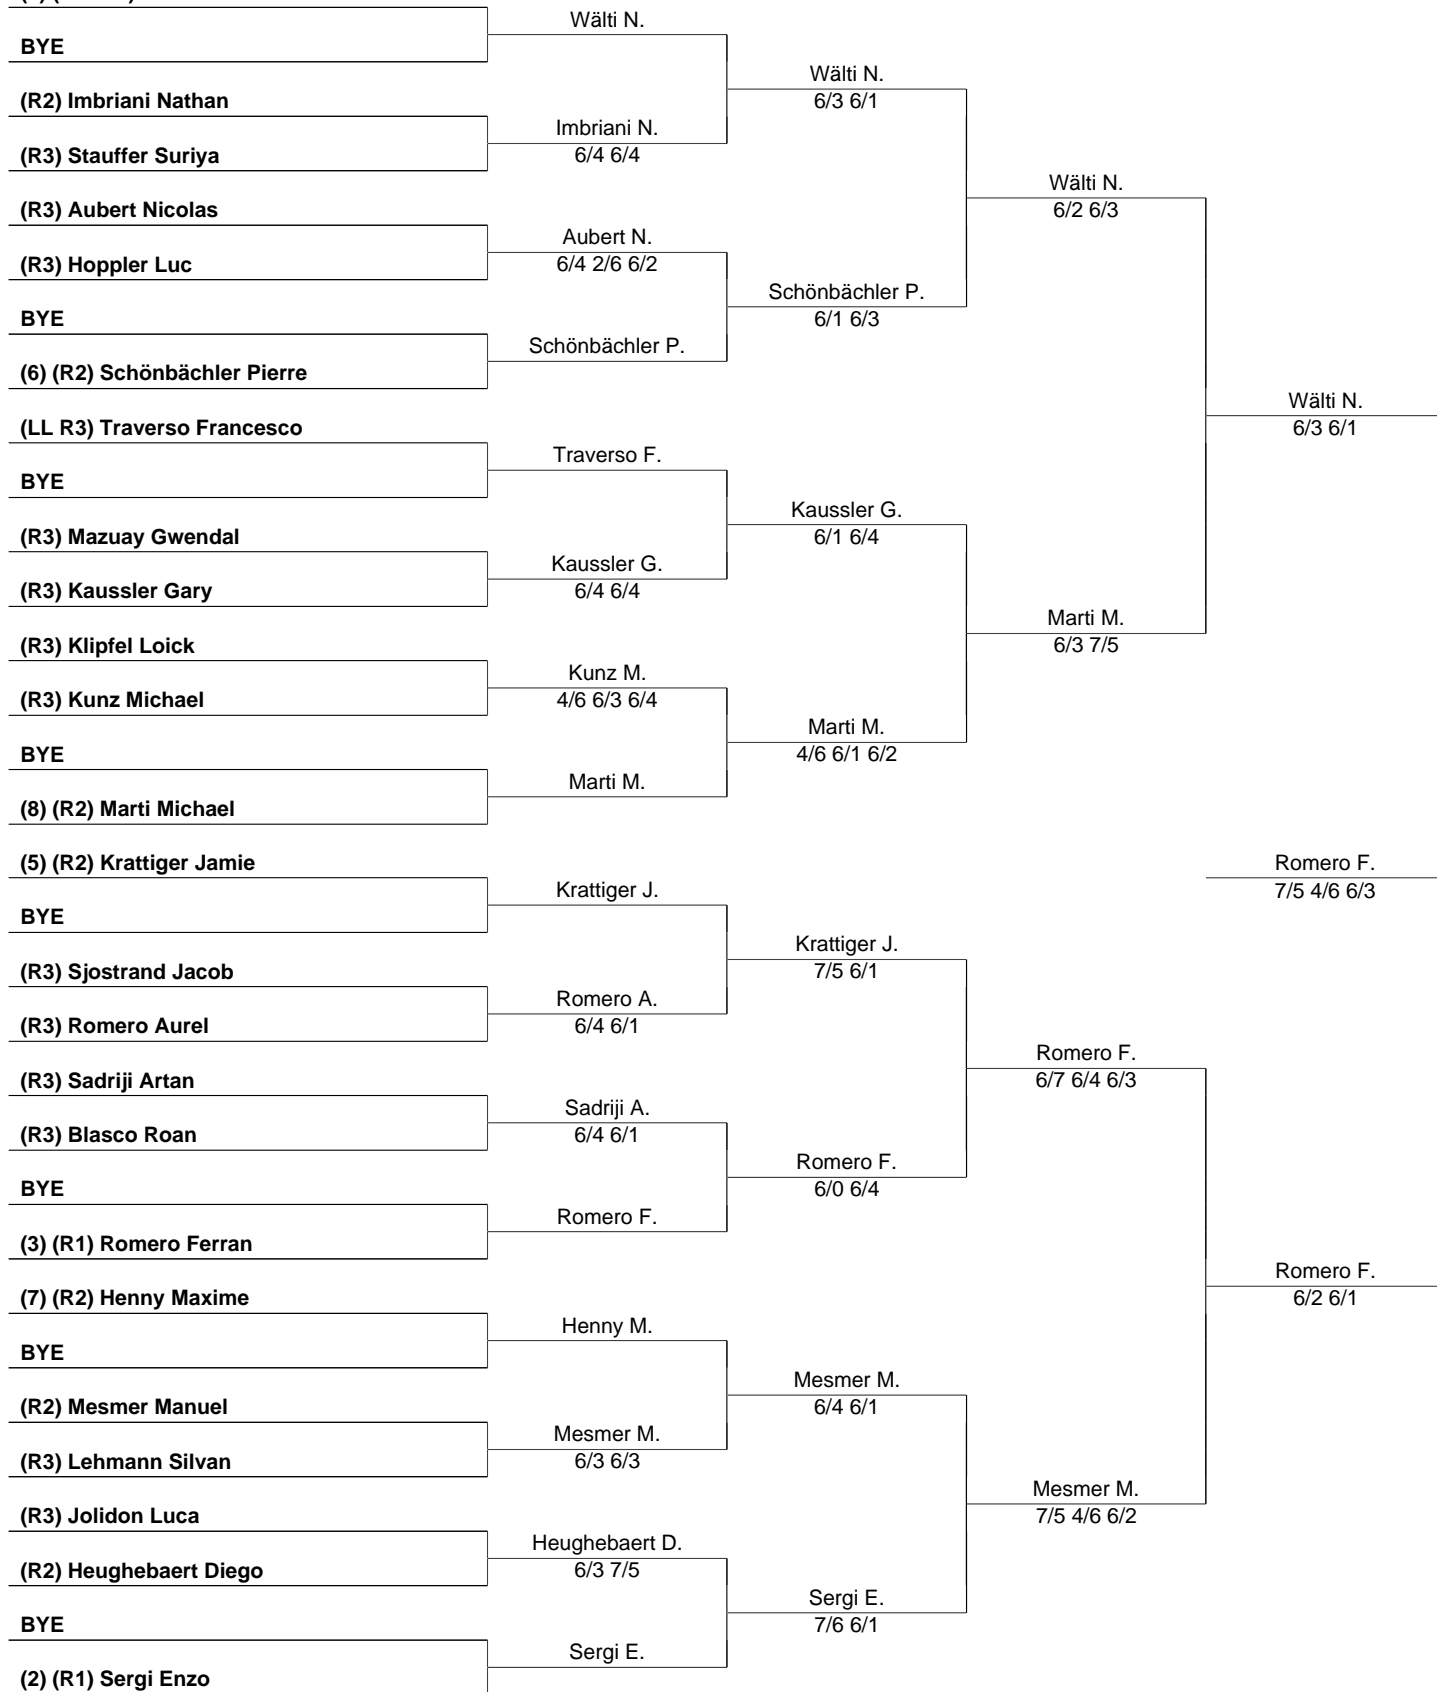 BYE
(R2) Imbriani Nathan
(R3) Stauffer Suriya
(R3) Aubert Nicolas
(R3) Hoppler Luc
BYE
(6) (R2) Schönbächler Pierre
(LL R3) Traverso Francesco
BYE
(R3) Mazuay Gwendal
(R3) Kaussler Gary
(R3) Klipfel Loick
(R3) Kunz Michael
BYE
(8) (R2) Marti Michael
(5) (R2) Krattiger Jamie
BYE
(R3) Sjostrand Jacob
(R3) Romero Aurel
(R3) Sadriji Artan
(R3) Blasco Roan
BYE
(3) (R1) Romero Ferran
(7) (R2) Henny Maxime
BYE
(R2) Mesmer Manuel
(R3) Lehmann Silvan
(R3) Jolidon Luca
(R2) Heughebaert Diego
BYE
(2) (R1) Sergi Enzo
Wälti N.
Imbriani N.
6/4 6/4
Aubert N.
6/4 2/6 6/2
Schönbächler P.
Traverso F.
Kaussler G.
6/4 6/4
Kunz M.
4/6 6/3 6/4
Marti M.
Krattiger J.
Romero A.
6/4 6/1
Sadriji A.
6/4 6/1
Romero F.
Henny M.
Mesmer M.
6/3 6/3
Heughebaert D.
6/3 7/5
Sergi E.
Wälti N.
6/3 6/1
Schönbächler P.
6/1 6/3
Kaussler G.
6/1 6/4
Marti M.
4/6 6/1 6/2
Krattiger J.
7/5 6/1
Romero F.
6/0 6/4
Mesmer M.
6/4 6/1
Sergi E.
7/6 6/1
Wälti N.
6/2 6/3
Marti M.
6/3 7/5
Romero F.
6/7 6/4 6/3
Mesmer M.
7/5 4/6 6/2
Wälti N.
6/3 6/1
Romero F.
7/5 4/6 6/3
Romero F.
6/2 6/1